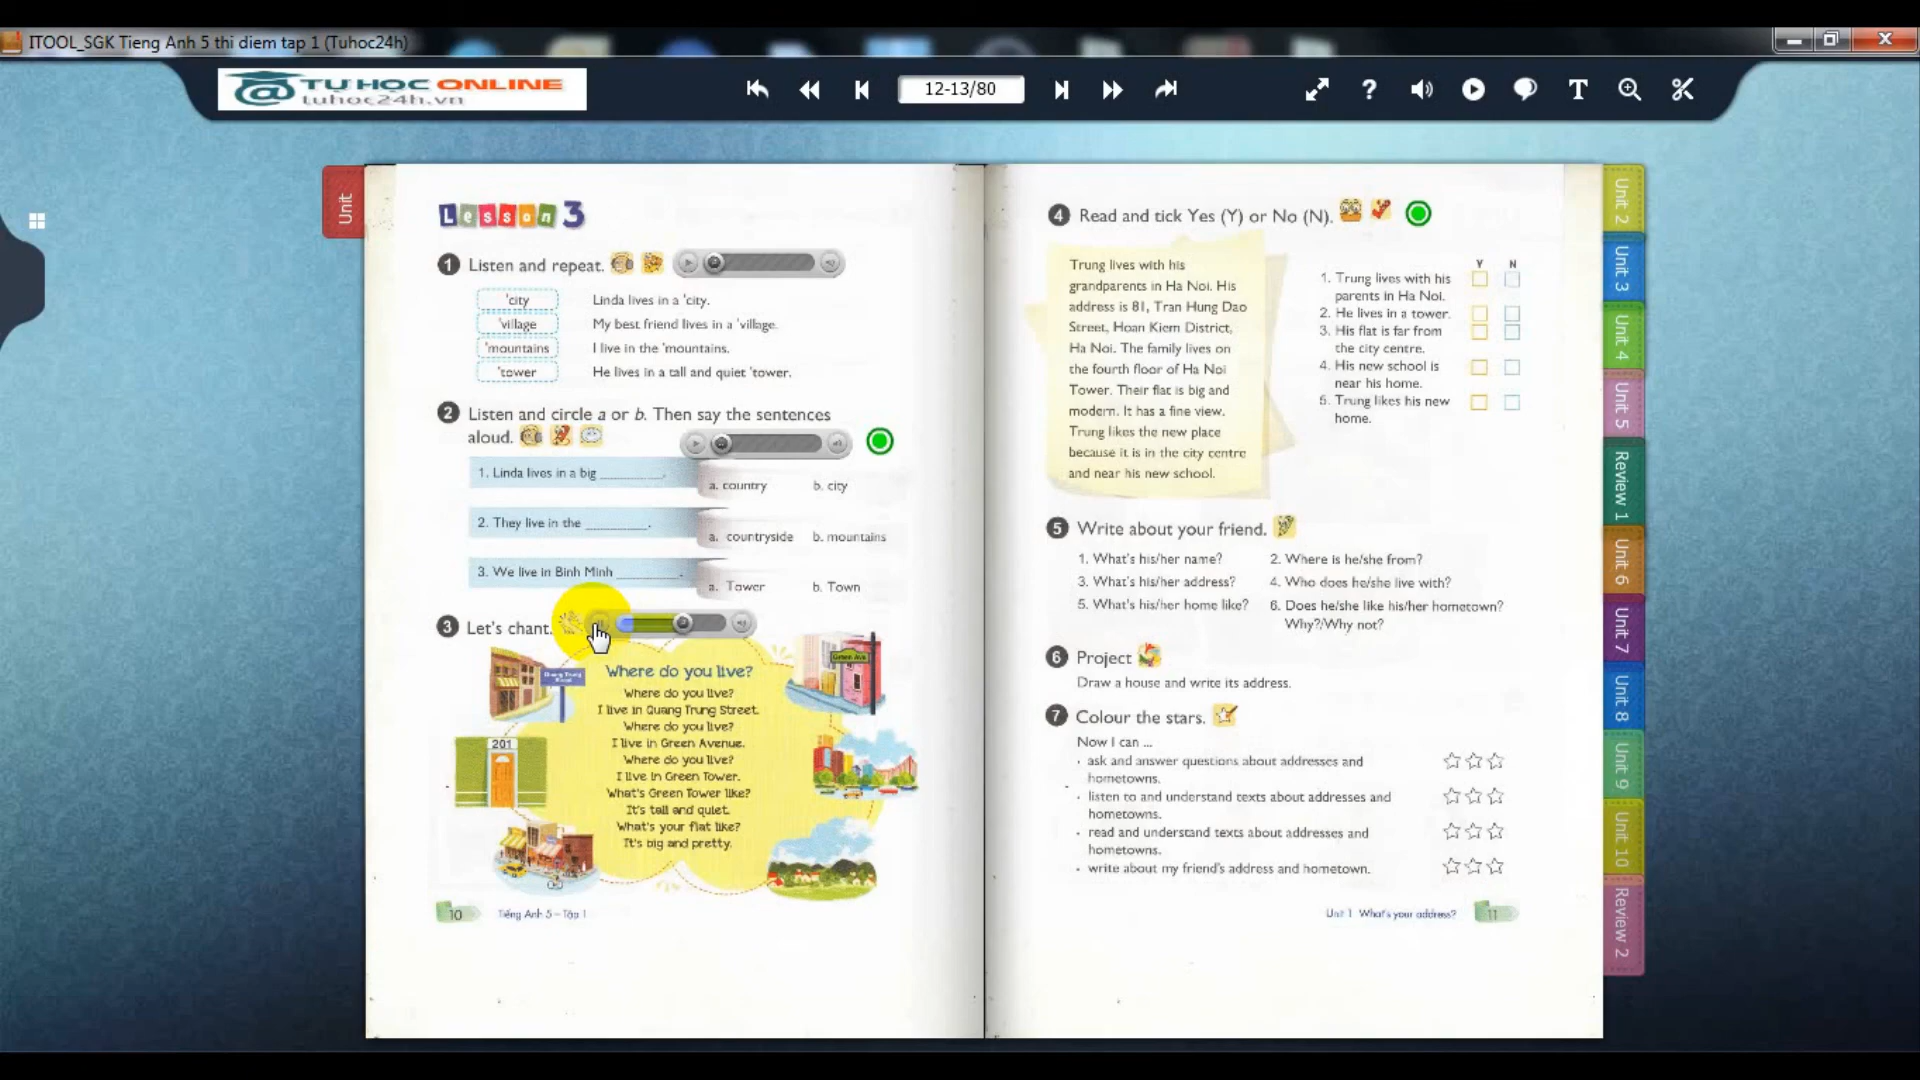 ITOOL_SGK Tieng Anh 5 thi diem tap 1 (Tuhoc24h)
TỰ HỌC ONLINE
tuhoc24h.vn
12-13/80
Unit
Lesson 3
1 Listen and repeat.
'city
Linda lives in a 'city.
'village
My best friend lives in a 'village.
'mountains
I live in the 'mountains.
'tower
He lives in a tall and quiet 'tower.
2 Listen and circle a or b. Then say the sentences
aloud.
1. Linda lives in a big ________.
a. country b. city
2. They live in the ________.
a. countryside b. mountains
3. We live in Binh Minh ________.
a. Tower b. Town
3 Let's chant.
Quang Trung
Street
Green Ave
201
Where do you live?
Where do you live?
I live in Quang Trung Street.
Where do you live?
I live in Green Avenue.
Where do you live?
I live in Green Tower.
What's Green Tower like?
It's tall and quiet.
What's your flat like?
It's big and pretty.
10 Tiếng Anh 5 – Tập 1
4 Read and tick Yes (Y) or No (N).
Trung lives with his
grandparents in Ha Noi. His
address is 81, Tran Hung Dao
Street, Hoan Kiem District,
Ha Noi. The family lives on
the fourth floor of Ha Noi
Tower. Their flat is big and
modern. It has a fine view.
Trung likes the new place
because it is in the city centre
and near his new school.
Y N
1. Trung lives with his
parents in Ha Noi.
2. He lives in a tower.
3. His flat is far from
the city centre.
4. His new school is
near his home.
5. Trung likes his new
home.
5 Write about your friend.
1. What's his/her name? 2. Where is he/she from?
3. What's his/her address? 4. Who does he/she live with?
5. What's his/her home like? 6. Does he/she like his/her hometown?
Why?/Why not?
6 Project
Draw a house and write its address.
7 Colour the stars.
Now I can ...
• ask and answer questions about addresses and
hometowns.
• listen to and understand texts about addresses and
hometowns.
• read and understand texts about addresses and
hometowns.
• write about my friend's address and hometown.
Unit 1 What's your address? 11
Unit 2
Unit 3
Unit 4
Unit 5
Review 1
Unit 6
Unit 7
Unit 8
Unit 9
Unit 10
Review 2